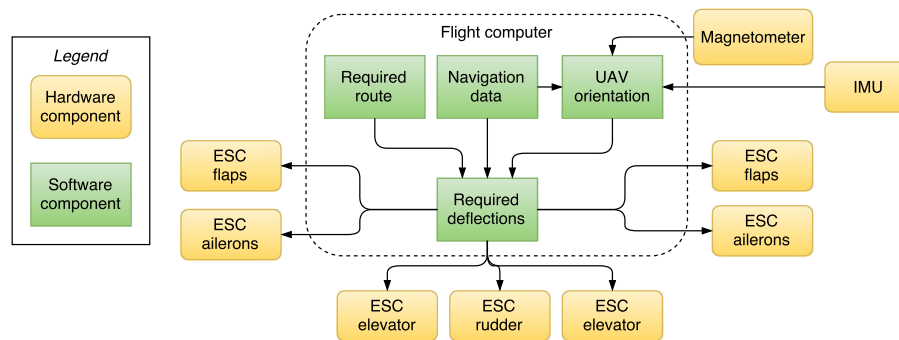 Flight computer
Magnetometer
Legend
Hardware
component
Software
component
Required
route
Navigation
data
UAV
orientation
IMU
ESC
flaps
ESC
ailerons
Required
deflections
ESC
flaps
ESC
ailerons
ESC
elevator
ESC
rudder
ESC
elevator